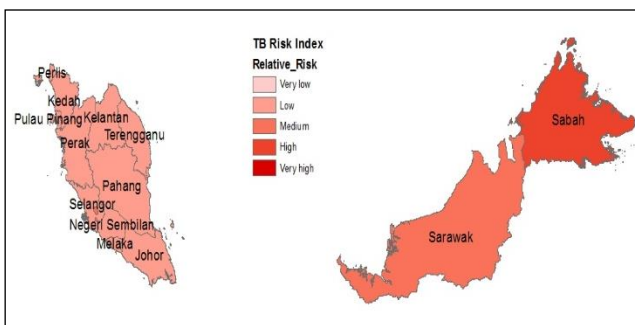 TB Risk Index
Relative_Risk
Very low
Low
Medium
High
Very high
Perlis
Kedah
Pulau Pinang
Kelantan
Terengganu
Perak
Pahang
Selangor
Negeri Sembilan
Melaka
Johor
Sabah
Sarawak